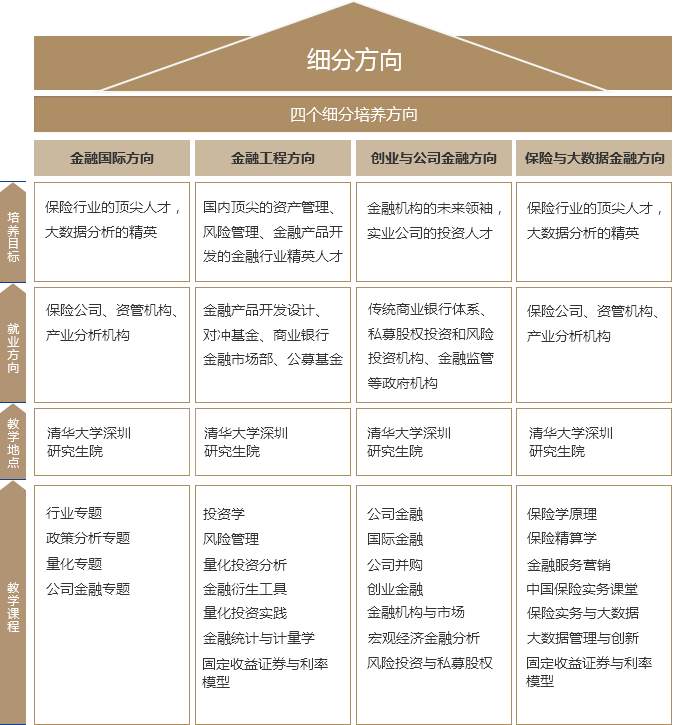 细分方向
四个细分培养方向
金融国际方向
金融工程方向
创业与公司金融方向
保险与大数据金融方向
培养目标
保险行业的顶尖人才，
大数据分析的精英
国内顶尖的资产管理、
风险管理、金融产品开
发的金融行业精英人才
金融机构的未来领袖，
实业公司的投资人才
保险行业的顶尖人才，
大数据分析的精英
就业方向
保险公司、资管机构、
产业分析机构
金融产品开发设计、
对冲基金、商业银行
金融市场部、公募基金
传统商业银行体系、
私募股权投资和风险
投资机构、金融监管
等政府机构
保险公司、资管机构、
产业分析机构
教学地点
清华大学深圳
研究生院
清华大学深圳
研究生院
清华大学深圳
研究生院
清华大学深圳
研究生院
教学课程
行业专题
政策分析专题
量化专题
公司金融专题
投资学
风险管理
量化投资分析
金融衍生工具
量化投资实践
金融统计与计量学
固定收益证券与利率
模型
公司金融
国际金融
公司并购
创业金融
金融机构与市场
宏观经济金融分析
风险投资与私募股权
保险学原理
保险精算学
金融服务营销
中国保险实务课堂
保险实务与大数据
大数据管理与创新
固定收益证券与利率
模型